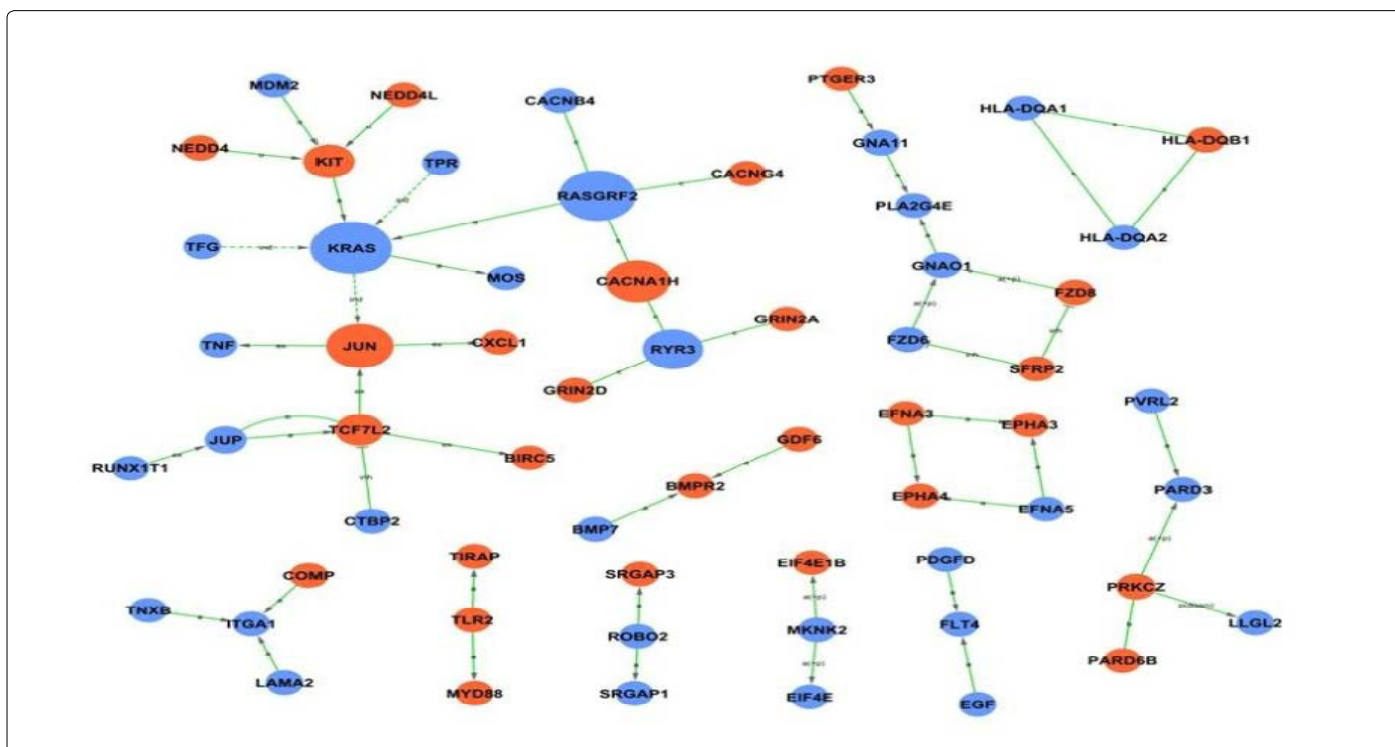 MDM2
NEDD4L
NEDD4
KIT
TPR
TFG
KRAS
MOS
TNF
JUN
CXCL1
JUP
TCF7L2
RUNX1T1
BIRC5
CTBP2
CACNB4
RASGRF2
CACNG4
CACNA1H
GRIN2A
RYR3
GRIN2D
PTGER3
GNA11
PLA2G4E
GNAO1
a(+p)
FZD8
a(+p)
FZD6
SFRP2
HLA-DQA1
HLA-DQB1
HLA-DQA2
GDF6
BMPR2
BMP7
EFNA3
EPHA3
EPHA4
EFNA5
PVRL2
PARD3
a(+p)
PRKCZ
LLGL2
PARD6B
COMP
TNXB
ITGA1
LAMA2
TIRAP
TLR2
MYD88
SRGAP3
ROBO2
SRGAP1
EIF4E1B
a(+p)
MKNK2
a(+p)
EIF4E
PDGFD
FLT4
EGF